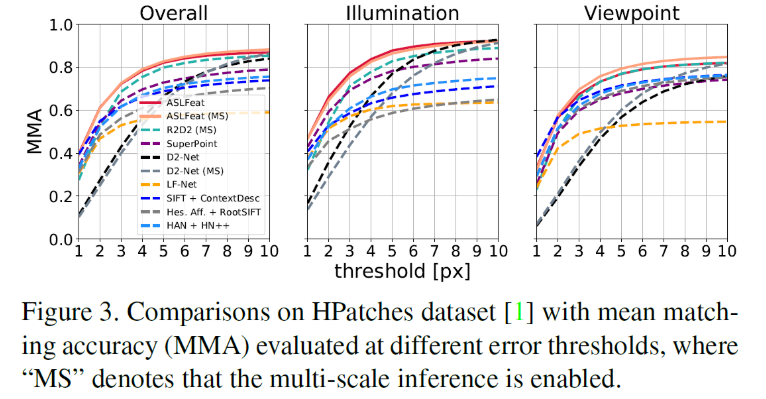 Overall
Illumination
Viewpoint
MMA
1.0
0.8
0.6
0.4
0.2
0.0
ASLFeat
ASLFeat (MS)
R2D2 (MS)
SuperPoint
D2-Net
D2-Net (MS)
LF-Net
SIFT + ContextDesc
Hes. Aff. + RootSIFT
HAN + HN++
1 2 3 4 5 6 7 8 9 10
1 2 3 4 5 6 7 8 9 10
1 2 3 4 5 6 7 8 9 10
threshold [px]
Figure 3. Comparisons on HPatches dataset [1] with mean match-
ing accuracy (MMA) evaluated at different error thresholds, where
“MS” denotes that the multi-scale inference is enabled.